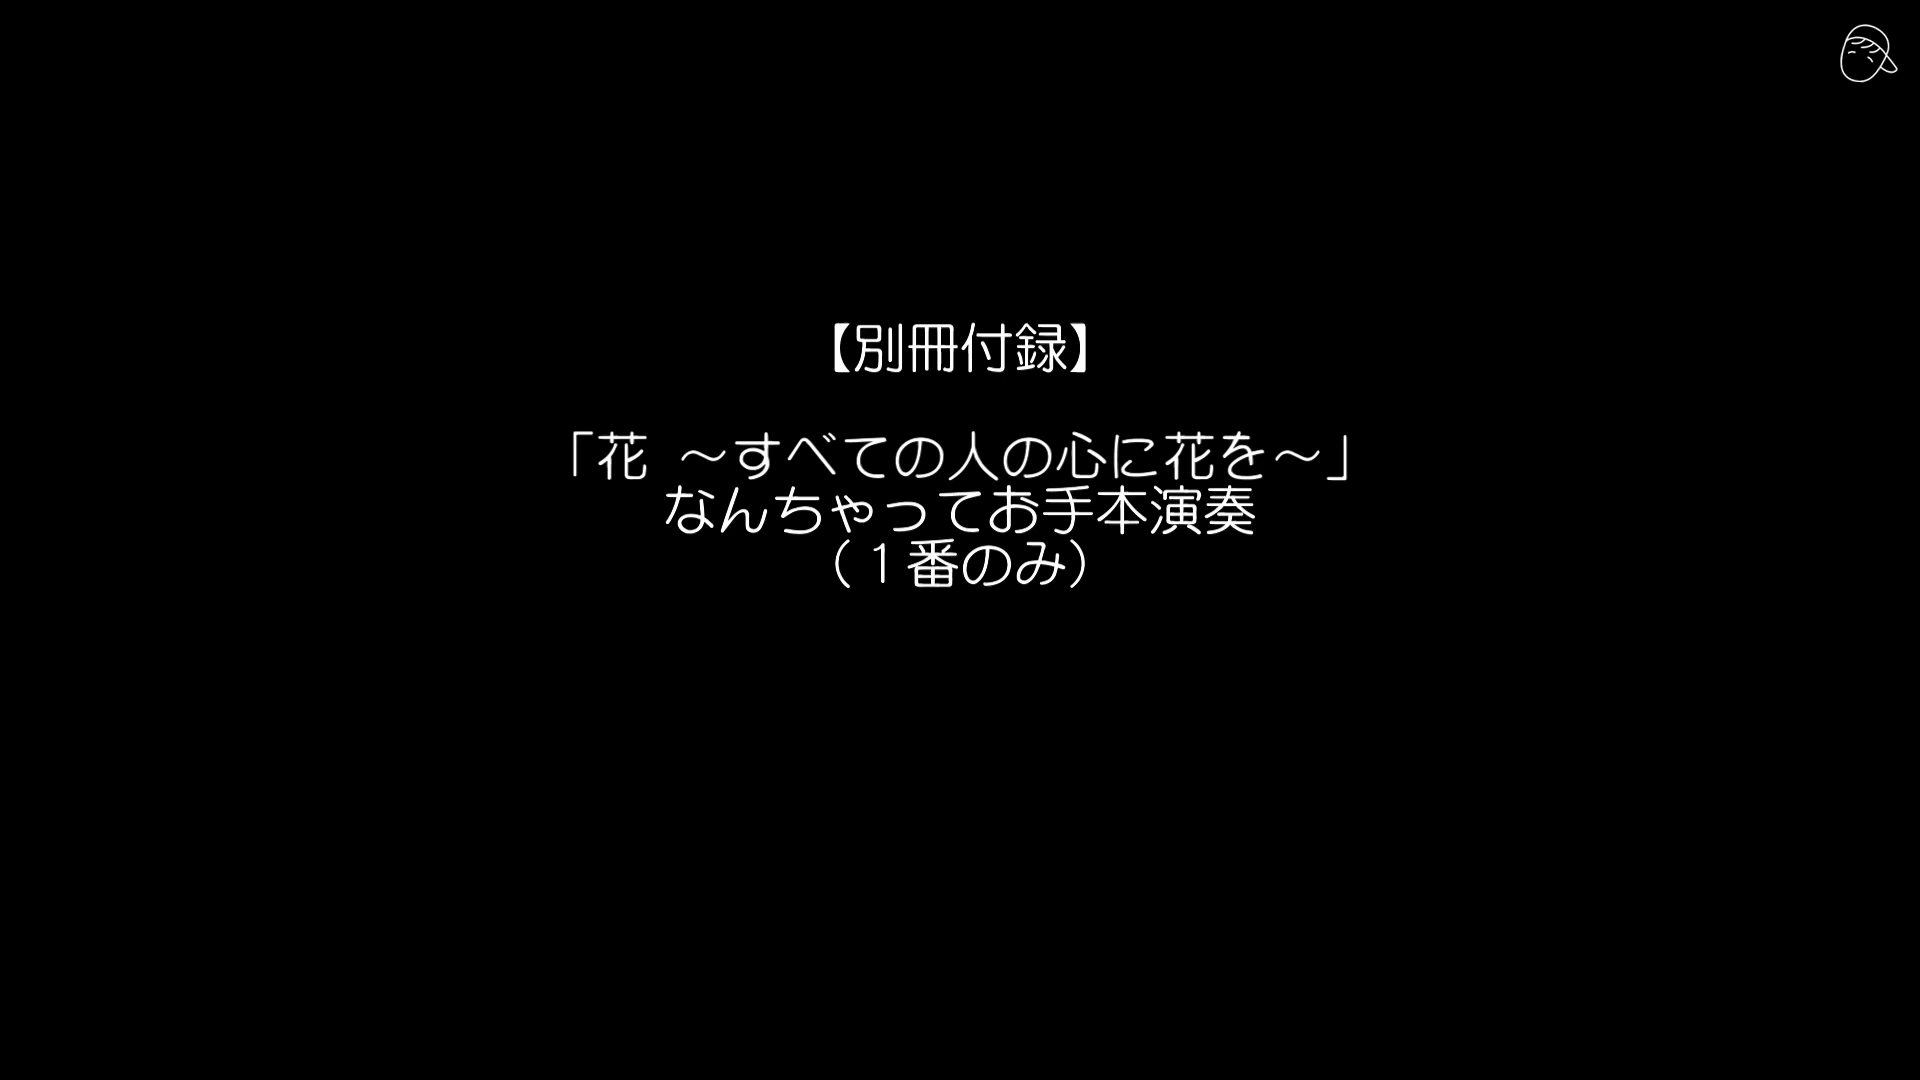 【別冊付録】
「花 〜すべての人の心に花を〜」
なんちゃってお手本演奏
（１番のみ）